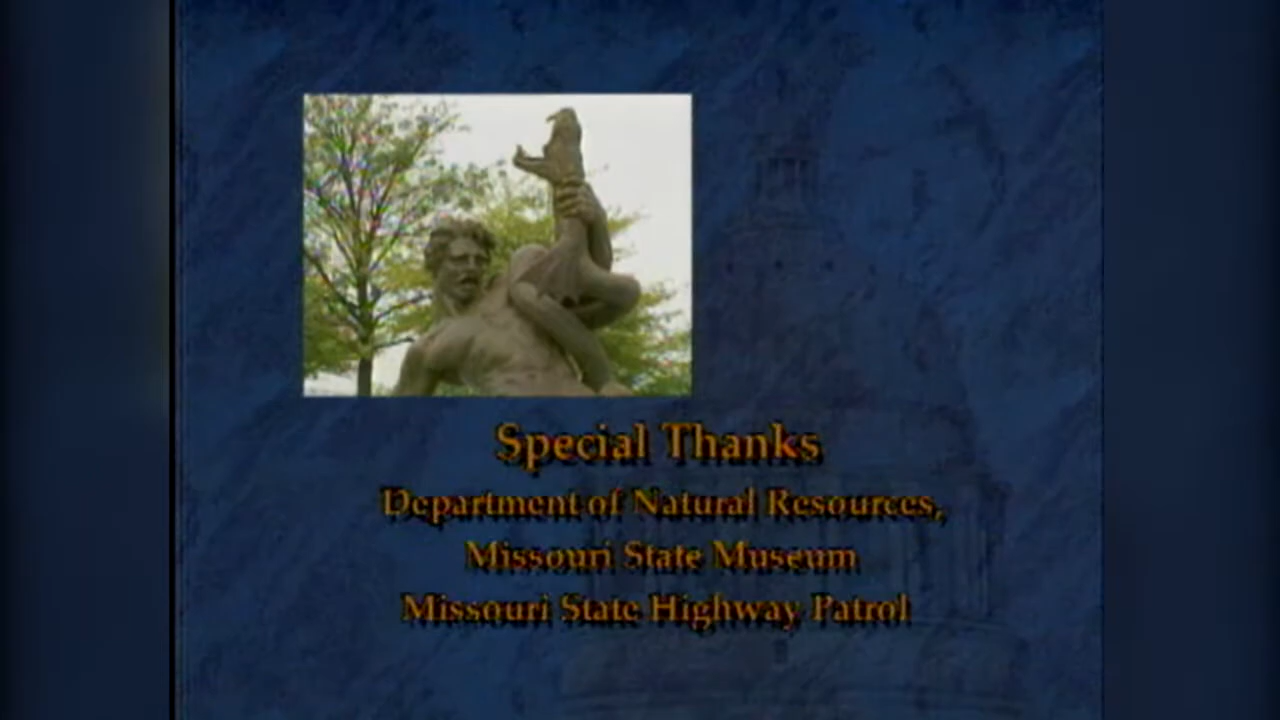 Special Thanks
Department of Natural Resources,
Missouri State Museum
Missouri State Highway Patrol